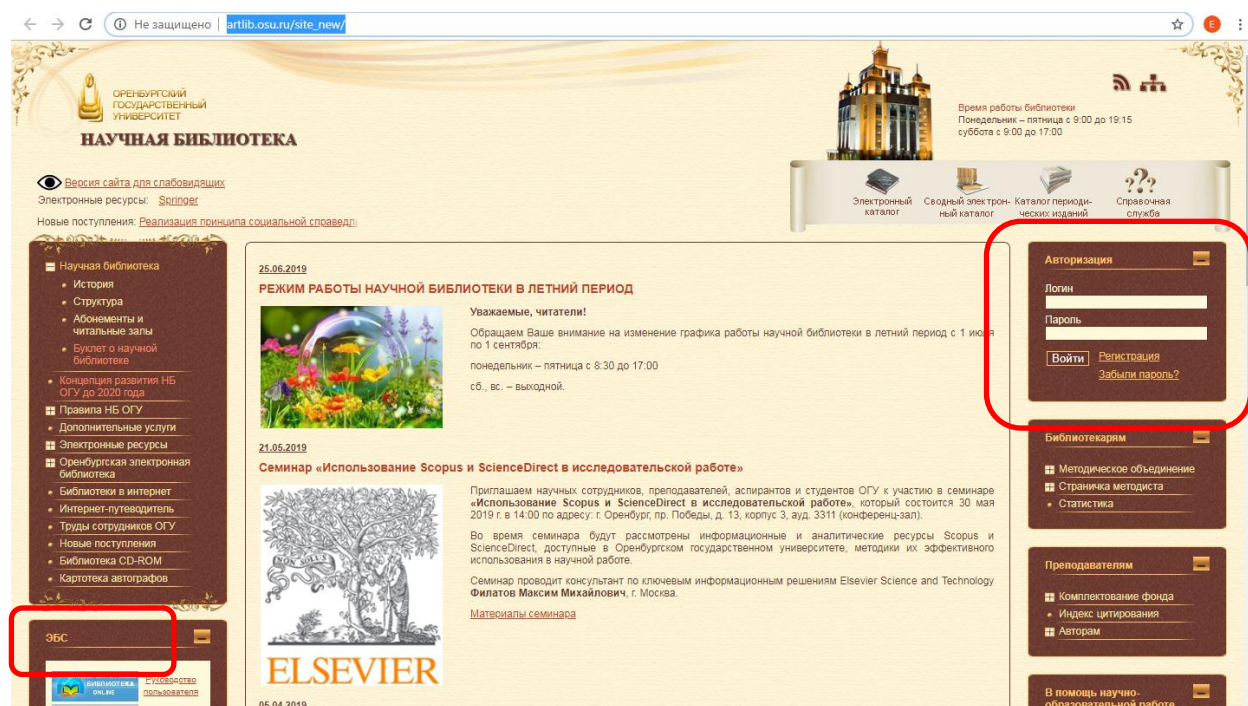 Не защищено | artlib.osu.ru/site_new/
Е
ОРЕНБУРГСКИЙ
ГОСУДАРСТВЕННЫЙ
УНИВЕРСИТЕТ
НАУЧНАЯ БИБЛИОТЕКА
Время работы библиотеки
Понедельник – пятница с 9:00 до 19:15
суббота с 9:00 до 17:00
Версия сайта для слабовидящих
Электронные ресурсы: Springer
Новые поступления: Реализация принципа социальной справедл
Электронный
каталог
Сводный электрон-
ный каталог
Каталог периоди-
ческих изданий
???
Справочная
служба
Научная библиотека
История
Структура
Абонементы и
читальные залы
Буклет о научной
библиотеке
Концепция развития НБ
ОГУ до 2020 года
Правила НБ ОГУ
Дополнительные услуги
Электронные ресурсы
Оренбургская электронная
библиотека
Библиотеки в интернет
Интернет-путеводитель
Труды сотрудников ОГУ
Новые поступления
Библиотека CD-ROM
Картотека автографов
ЭБС
БИБЛИОТЕКА
ONLINE
Руководство
пользователя
25.06.2019
РЕЖИМ РАБОТЫ НАУЧНОЙ БИБЛИОТЕКИ В ЛЕТНИЙ ПЕРИОД
Уважаемые, читатели!
Обращаем Ваше внимание на изменение графика работы научной библиотеки в летний период с 1 июля
по 1 сентября:
понедельник – пятница с 8:30 до 17:00
сб., вс. – выходной.
21.05.2019
Семинар «Использование Scopus и ScienceDirect в исследовательской работе»
Приглашаем научных сотрудников, преподавателей, аспирантов и студентов ОГУ к участию в семинаре
«Использование Scopus и ScienceDirect в исследовательской работе», который состоится 30 мая
2019 г. в 14:00 по адресу: г. Оренбург, пр. Победы, д. 13, корпус 3, ауд. 3311 (конференц-зал).
Во время семинара будут рассмотрены информационные и аналитические ресурсы Scopus и
ScienceDirect, доступные в Оренбургском государственном университете, методики их эффективного
использования в научной работе.
Семинар проводит консультант по ключевым информационным решениям Elsevier Science and Technology
Филатов Максим Михайлович, г. Москва.
Материалы семинара
NON SOLUS
ELSEVIER
05.04.2019
Авторизация
Логин
Пароль
Войти
Регистрация
Забыли пароль?
Библиотекарям
Методическое объединение
Страничка методиста
Статистика
Преподавателям
Комплектование фонда
Индекс цитирования
Авторам
В помощь научно-
образовательной работе